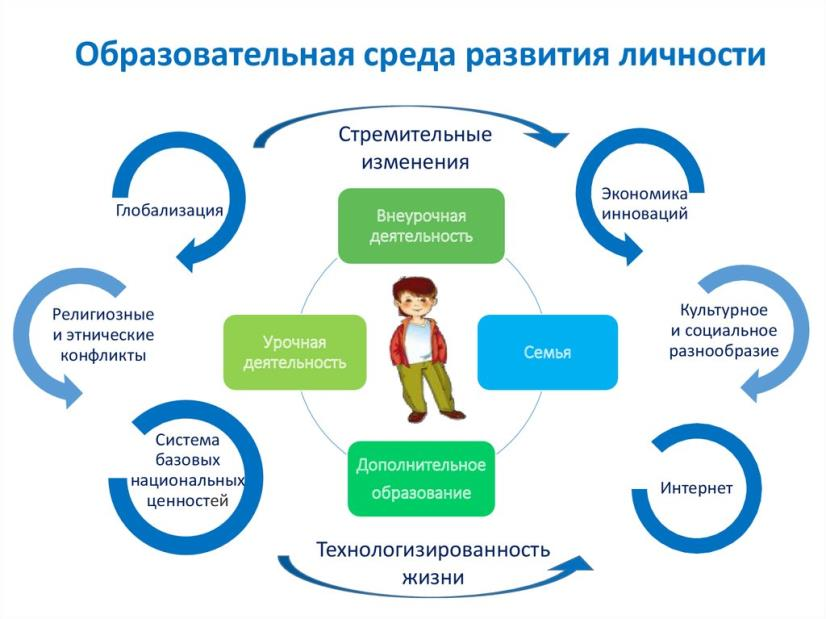 Образовательная среда развития личности
Стремительные
изменения
Глобализация
Экономика
инноваций
Внеурочная
деятельность
Религиозные
и этнические
конфликты
Культурное
и социальное
разнообразие
Урочная
деятельность
Семья
Система
базовых
национальных
ценностей
Дополнительное
образование
Интернет
Технологизированность
жизни